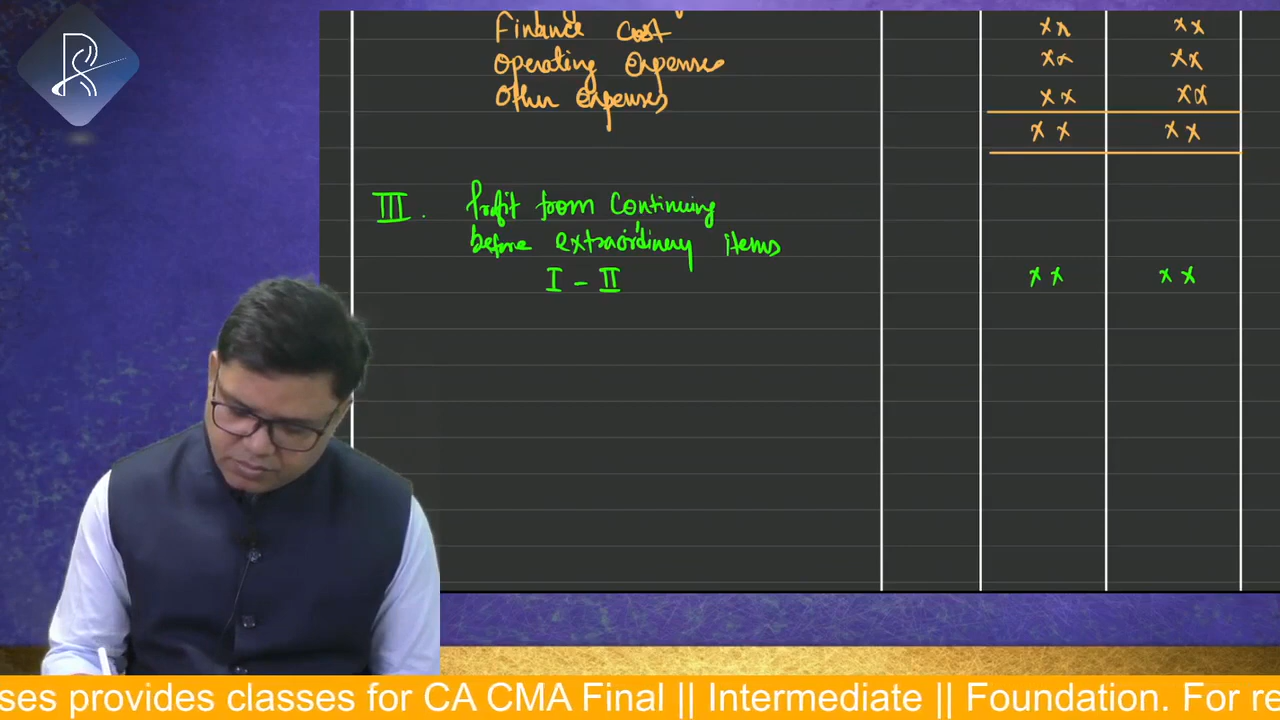 Finance Cost xx xx
Operating Expenses xx xx
Other Expenses xx xx
xx xx
III. Profit from Continuing
before extraordinary items
I - II xx xx
ses provides classes for CA CMA Final || Intermediate || Foundation. For re